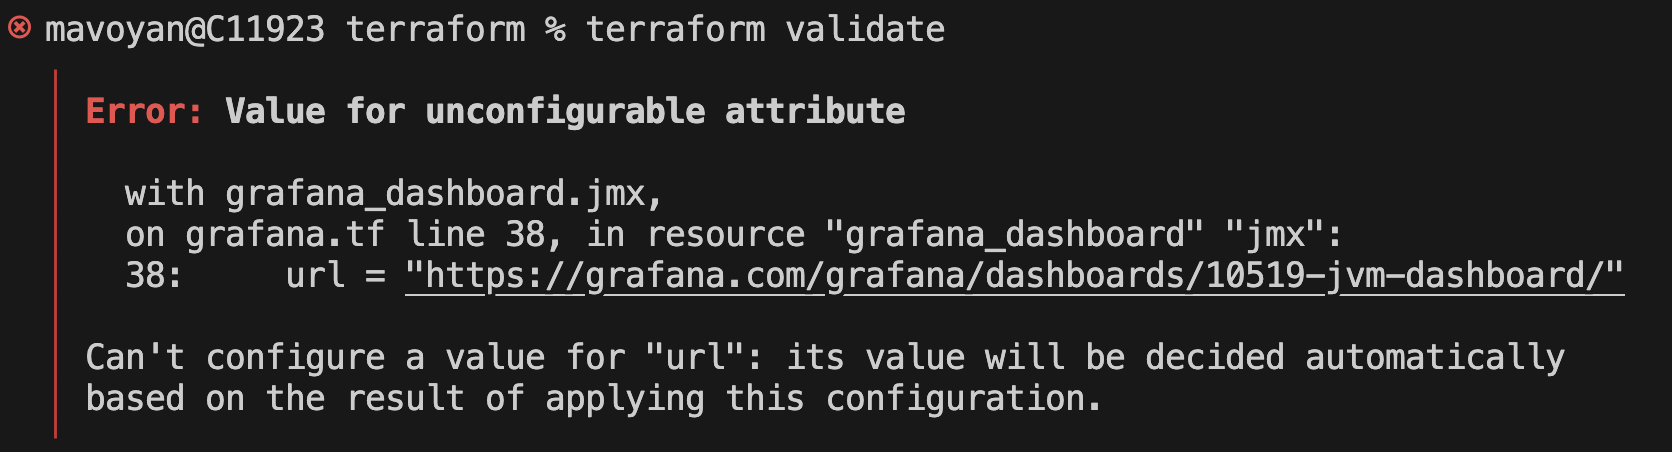 mavoyan@C11923 terraform % terraform validate
Error: Value for unconfigurable attribute
with grafana_dashboard.jmx,
on grafana.tf line 38, in resource "grafana_dashboard" "jmx":
38:     url = "https://grafana.com/grafana/dashboards/10519-jvm-dashboard/"
Can't configure a value for "url": its value will be decided automatically
based on the result of applying this configuration.